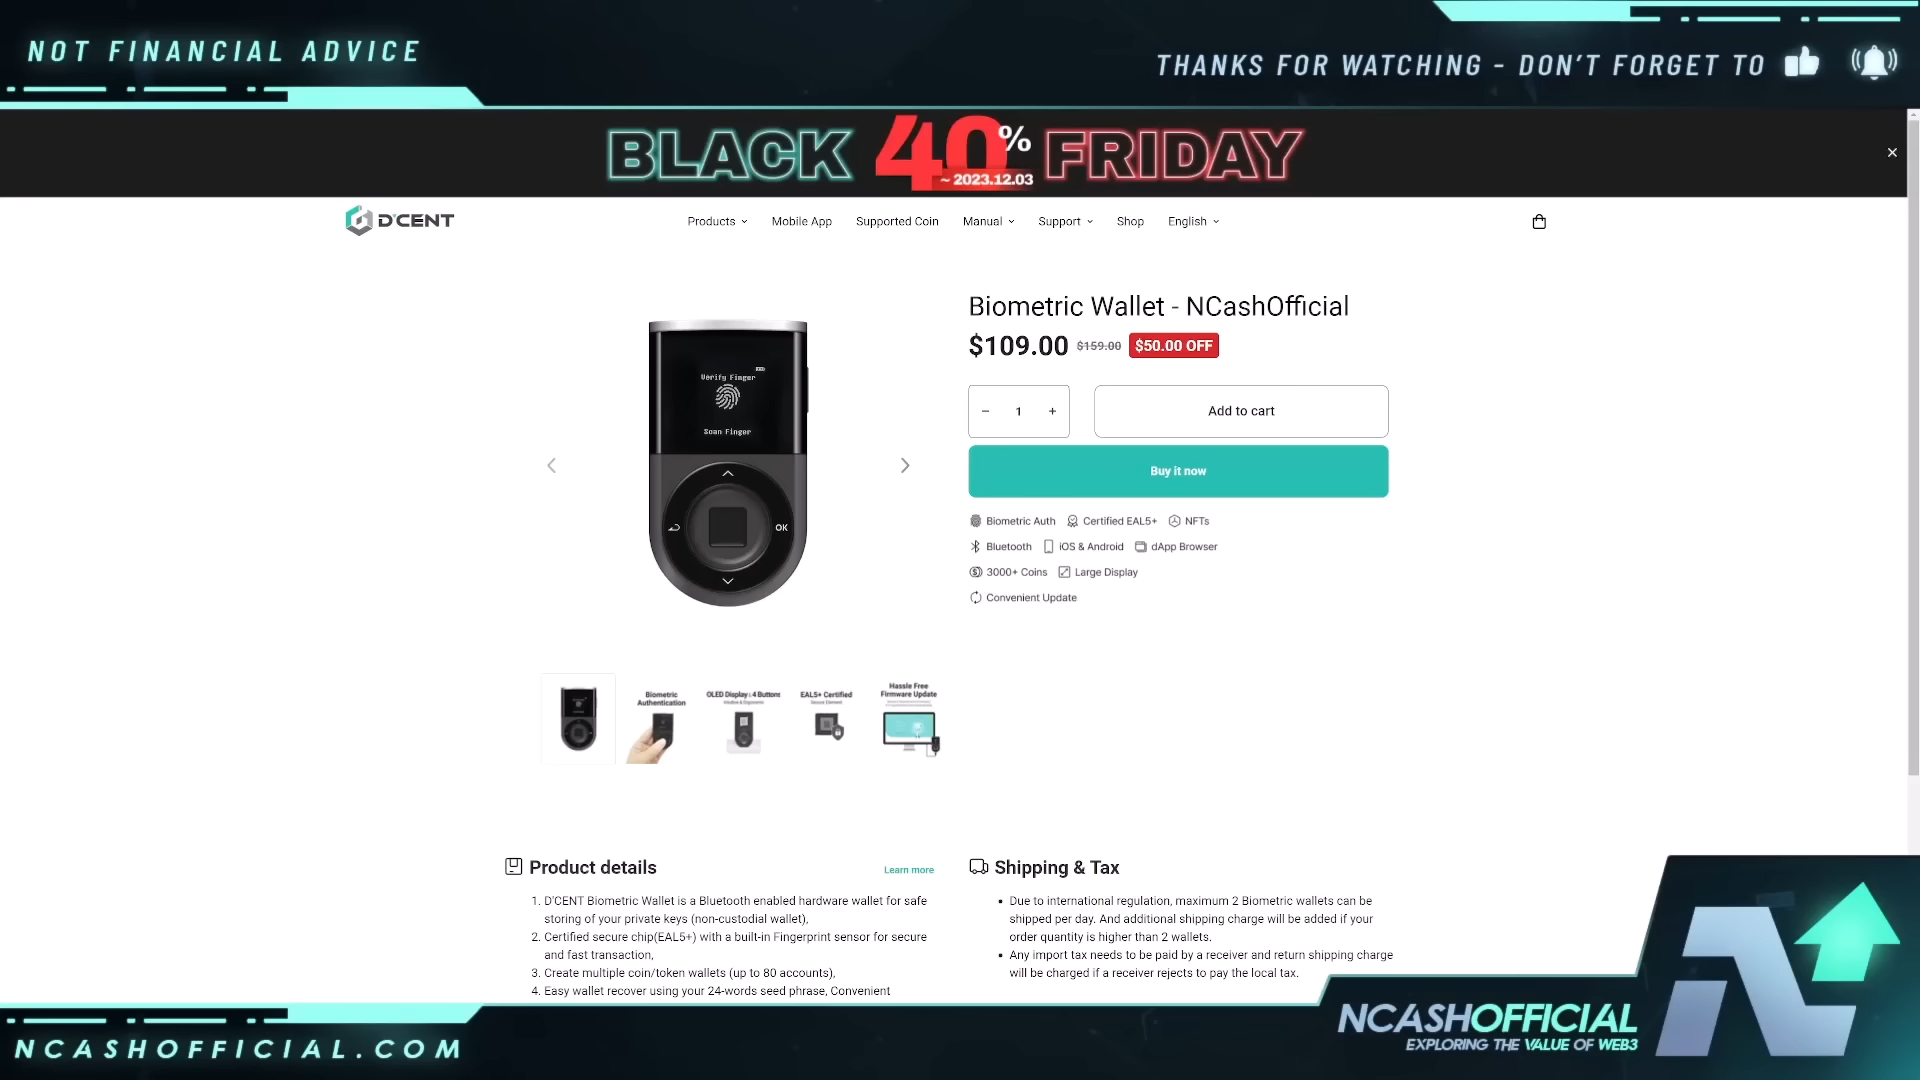 NOT FINANCIAL ADVICE
THANKS FOR WATCHING - DON'T FORGET TO
BLACK 40% FRIDAY
~ 2023.12.03
D'CENT
Products
Mobile App
Supported Coin
Manual
Support
Shop
English
Biometric Wallet - NCashOfficial
$109.00 $159.00 $50.00 OFF
Verify Finger
Scan Finger
OK
- 1 +
Add to cart
Buy it now
Biometric Auth Certified EAL5+ NFTs
Bluetooth iOS & Android dApp Browser
3000+ Coins Large Display
Convenient Update
Biometric
Authentication
OLED Display & 4 Buttons
EAL5+ Certified
Secure Element
Hassle Free
Firmware Update
Product details
Learn more
1. D'CENT Biometric Wallet is a Bluetooth enabled hardware wallet for safe
storing of your private keys (non-custodial wallet),
2. Certified secure chip(EAL5+) with a built-in Fingerprint sensor for secure
and fast transaction,
3. Create multiple coin/token wallets (up to 80 accounts),
4. Easy wallet recover using your 24-words seed phrase, Convenient
Shipping & Tax
• Due to international regulation, maximum 2 Biometric wallets can be
shipped per day. And additional shipping charge will be added if your
order quantity is higher than 2 wallets.
• Any import tax needs to be paid by a receiver and return shipping charge
will be charged if a receiver rejects to pay the local tax.
NCASHOFFICIAL.COM
NCASHOFFICIAL
EXPLORING THE VALUE OF WEB3